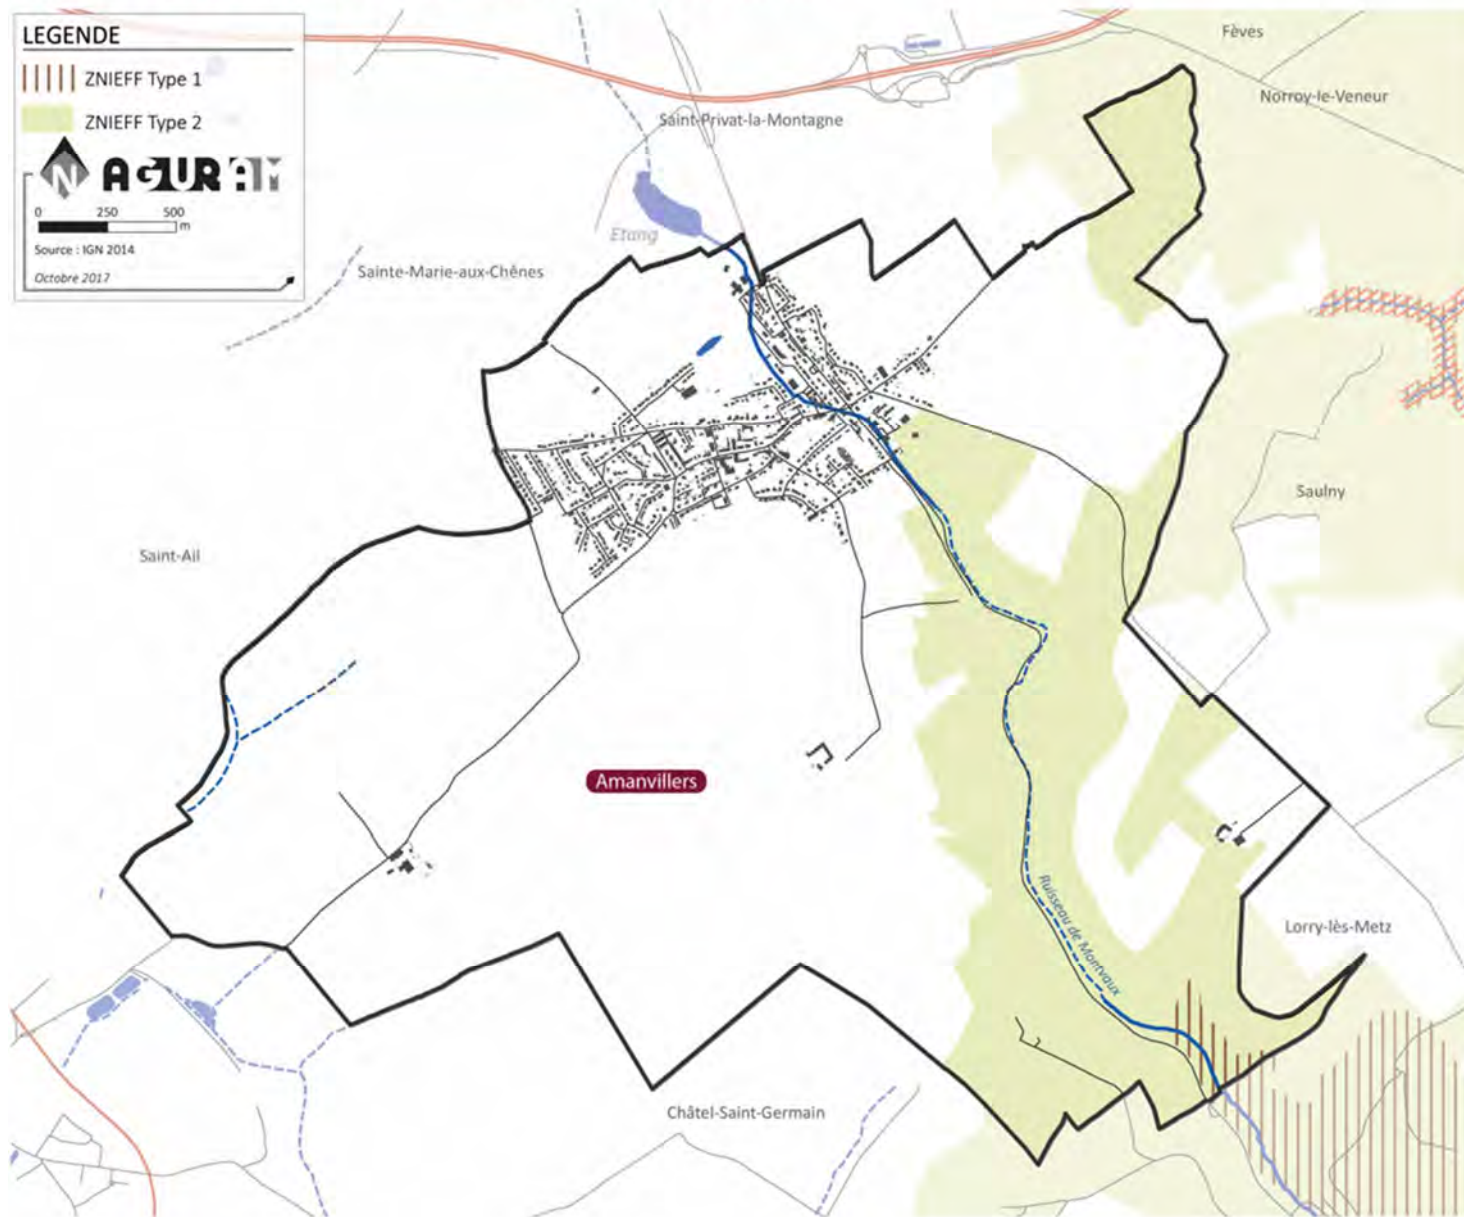 LEGENDE
ZNIEFF Type 1
ZNIEFF Type 2
N AGURAM
0 250 500
m
Source : IGN 2014
Octobre 2017
Fèves
Norroy-le-Veneur
Saint-Privat-la-Montagne
Etang
Sainte-Marie-aux-Chênes
Saulny
Saint-Ail
Amanvillers
Ruisseau de Montvaux
Lorry-lès-Metz
Châtel-Saint-Germain